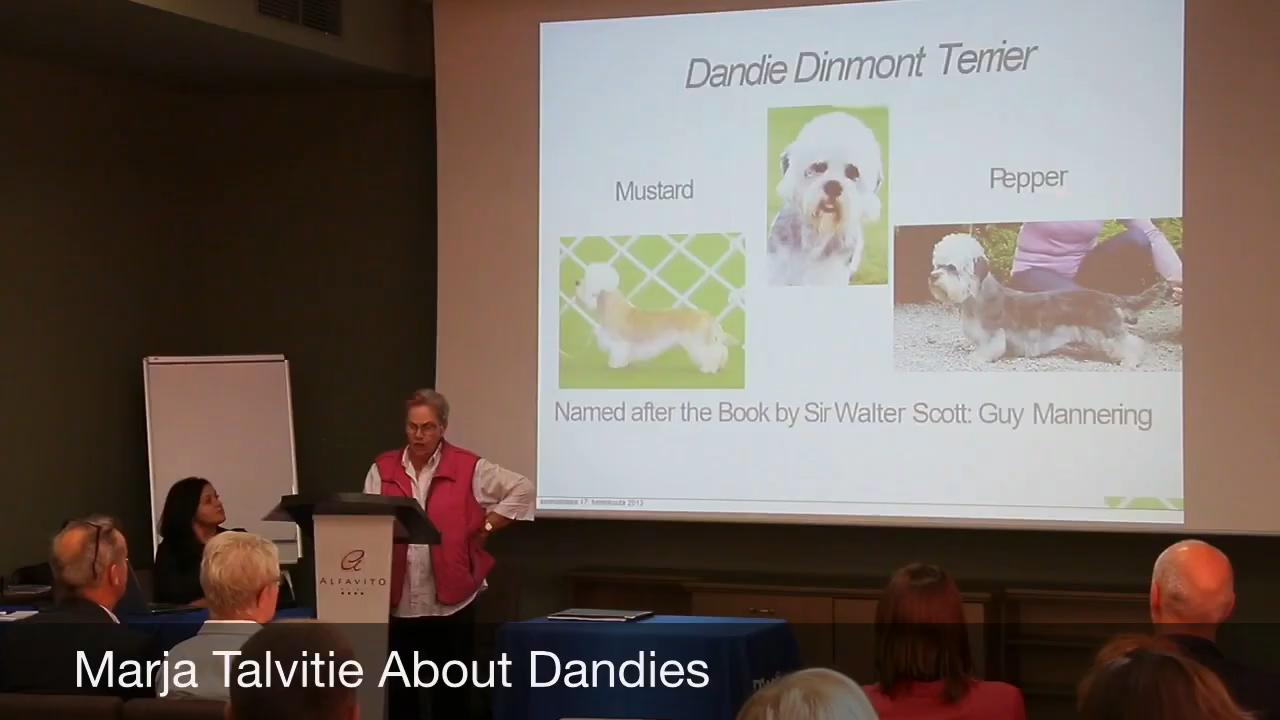 Dandie Dinmont Terrier
Mustard
Pepper
Named after the Book by Sir Walter Scott: Guy Mannering
ALFAVITO
Marja Talvitie About Dandies